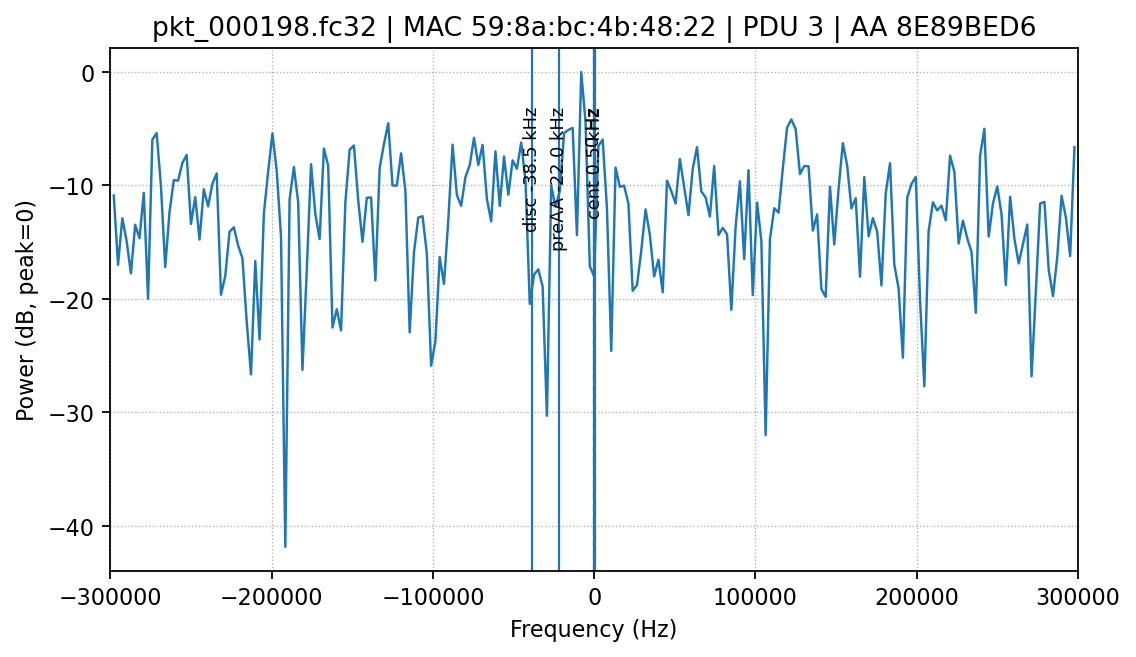 pkt_000198.fc32 | MAC 59:8a:bc:4b:48:22 | PDU 3 | AA 8E89BED6
Power (dB, peak=0)
0
−10
−20
−30
−40
disc -38.5 kHz
preAA -22.0 kHz
−300000
−200000
−100000
0
100000
200000
300000
Frequency (Hz)